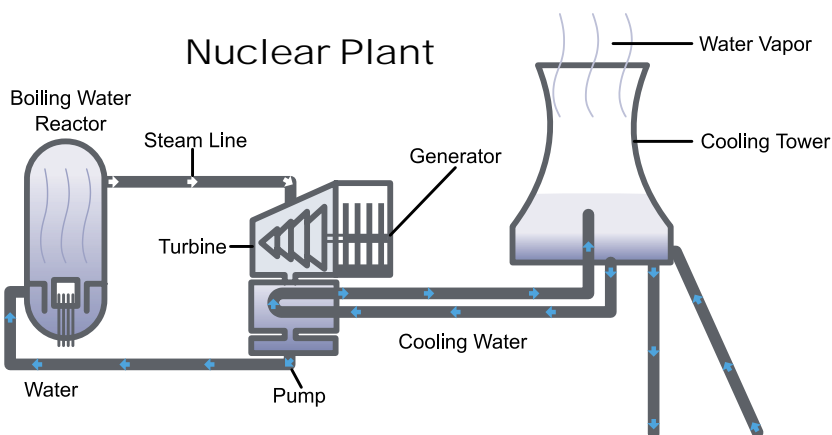 Nuclear Plant
Water Vapor
Boiling Water
Reactor
Steam Line
Cooling Tower
Generator
Turbine
Cooling Water
Water
Pump